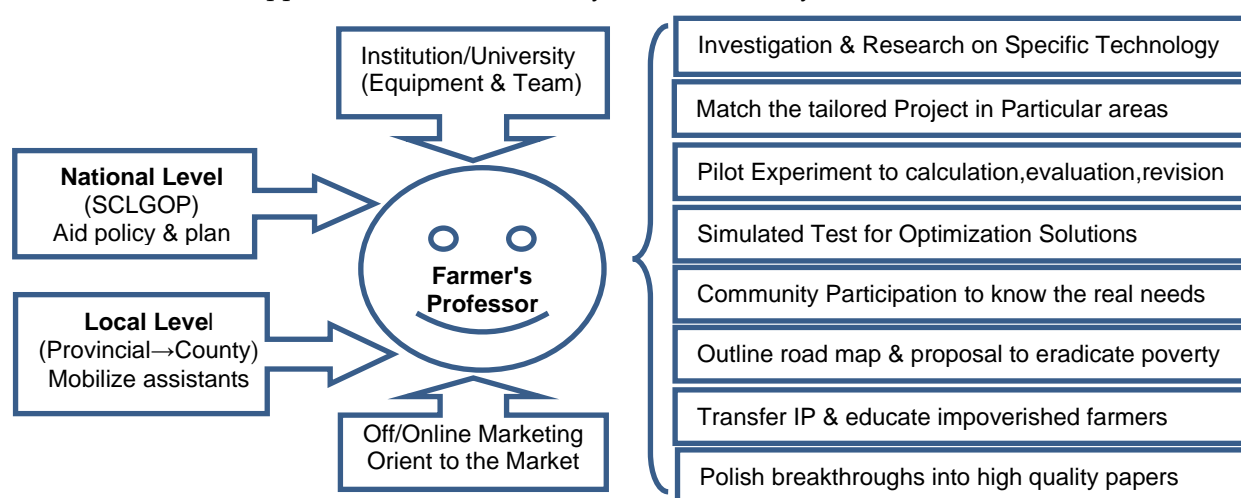 Institution/University
(Equipment & Team)
National Level
(SCLGOP)
Aid policy & plan
Local Level
(Provincial→County)
Mobilize assistants
Farmer's
Professor
Off/Online Marketing
Orient to the Market
Investigation & Research on Specific Technology
Match the tailored Project in Particular areas
Pilot Experiment to calculation,evaluation,revision
Simulated Test for Optimization Solutions
Community Participation to know the real needs
Outline road map & proposal to eradicate poverty
Transfer IP & educate impoverished farmers
Polish breakthroughs into high quality papers